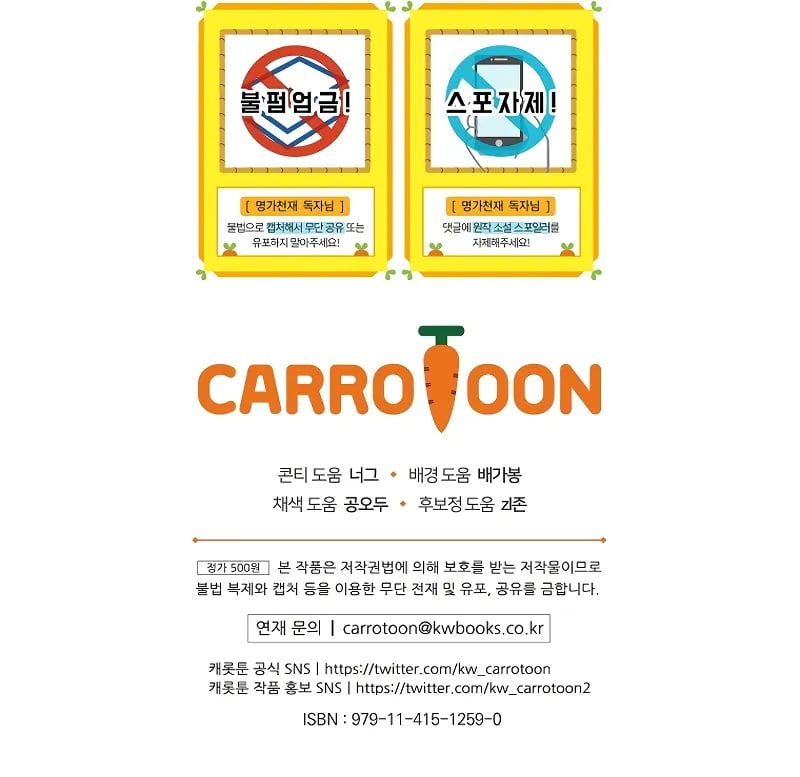 불펌엄금!
[ 명가천재 독자님 ]
불법으로 캡처해서 무단 공유 또는
유포하지 말아주세요!
스포자제!
[ 명가천재 독자님 ]
댓글에 원작 소설 스포일러를
자제해주세요!
CARROTOON
콘티 도움 너그 ◆ 배경 도움 배가봉
채색 도움 공오두 ◆ 후보정 도움 zl존
정가 500원 본 작품은 저작권법에 의해 보호를 받는 저작물이므로
불법 복제와 캡처 등을 이용한 무단 전재 및 유포, 공유를 금합니다.
연재 문의 | carrotoon@kwbooks.co.kr
캐롯툰 공식 SNS | https://twitter.com/kw_carrotoon
캐롯툰 작품 홍보 SNS | https://twitter.com/kw_carrotoon2
ISBN : 979-11-415-1259-0